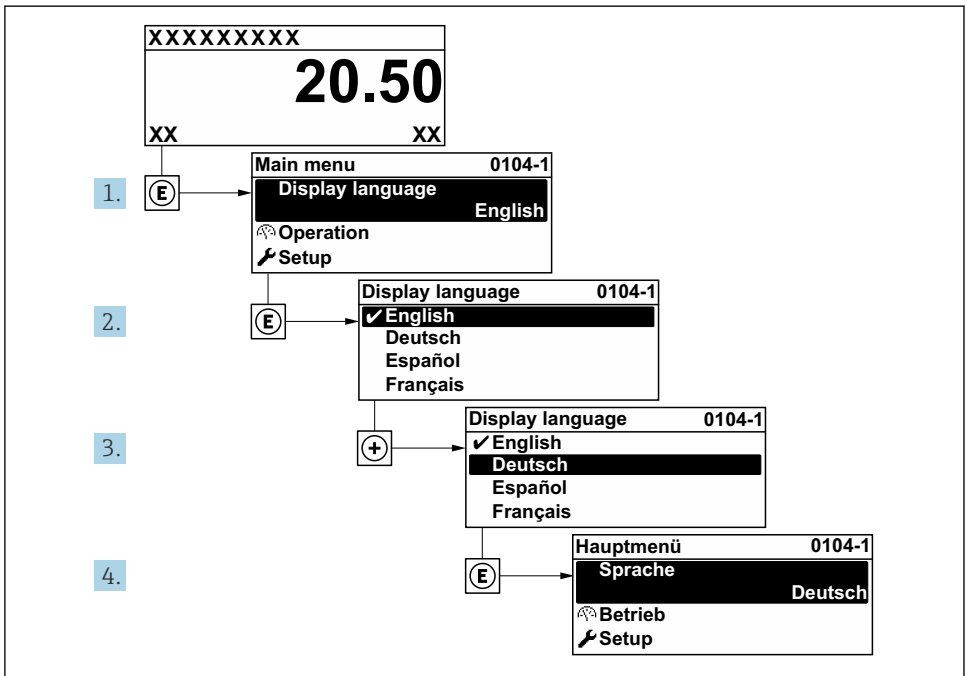 XXXXXXXXX
20.50
XX XX
1. E
Main menu 0104-1
Display language
English
Operation
Setup
2. E
Display language 0104-1
✔English
Deutsch
Español
Français
3. +
Display language 0104-1
✔English
Deutsch
Español
Français
4. E
Hauptmenü 0104-1
Sprache
Deutsch
Betrieb
Setup